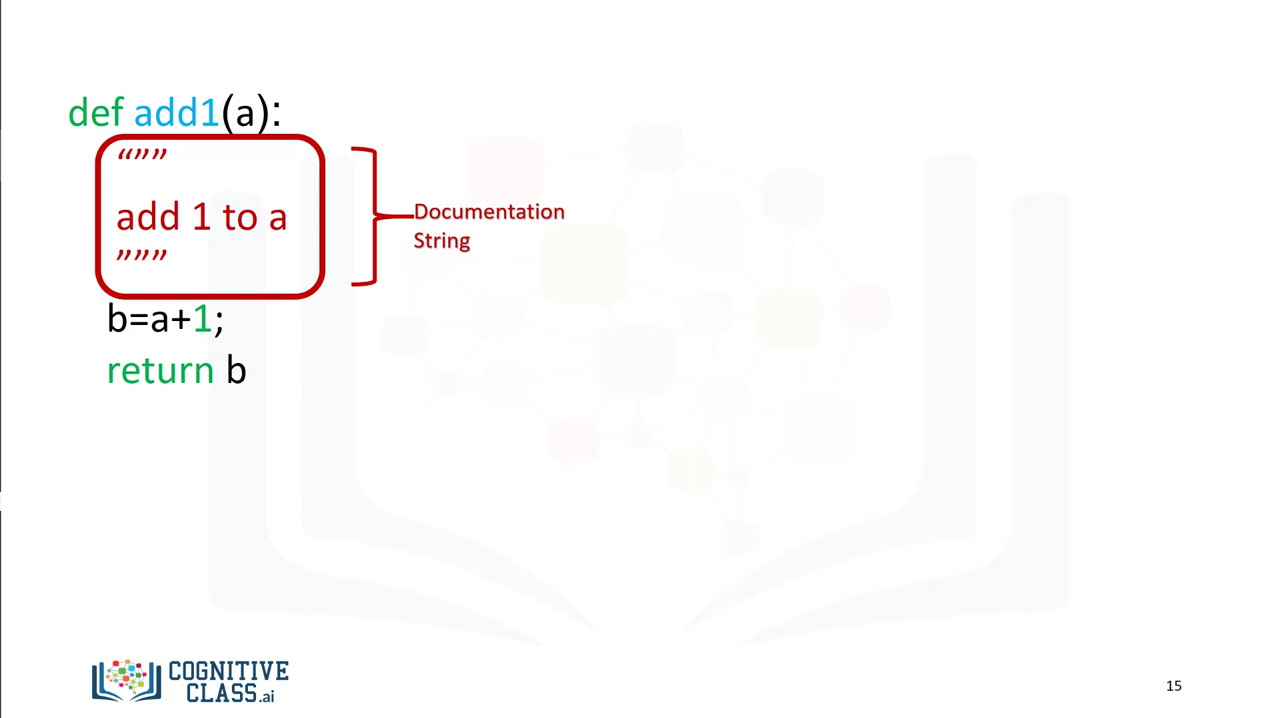 def add1(a):
“””
add 1 to a
”””
Documentation
String
b=a+1;
return b
COGNITIVE
CLASS.ai
15